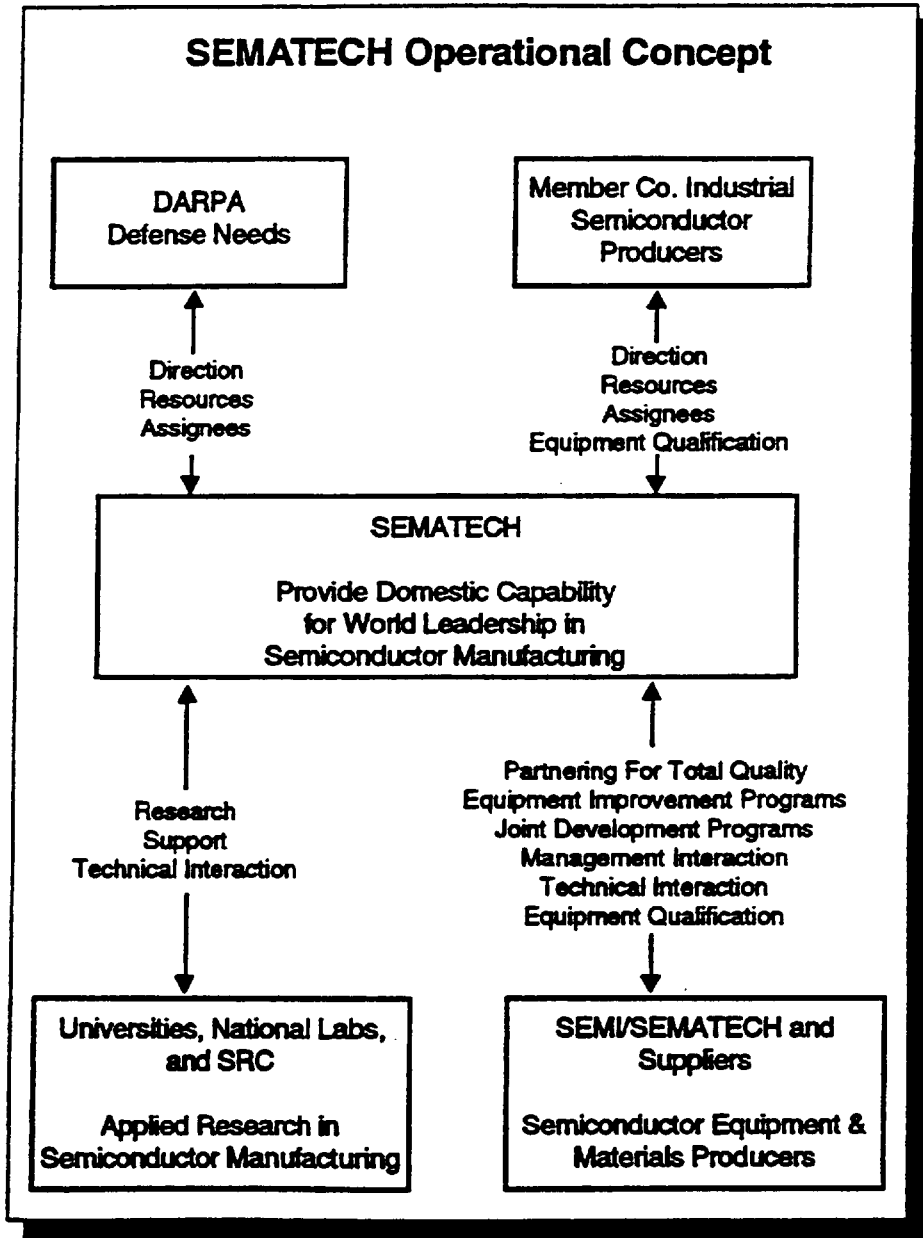 SEMATECH Operational Concept
DARPA
Defense Needs
Member Co. Industrial
Semiconductor
Producers
Direction
Resources
Assignees
Direction
Resources
Assignees
Equipment Qualification
SEMATECH
Provide Domestic Capability
for World Leadership in
Semiconductor Manufacturing
Research
Support
Technical Interaction
Partnering For Total Quality
Equipment Improvement Programs
Joint Development Programs
Management Interaction
Technical Interaction
Equipment Qualification
Universities, National Labs,
and SRC
Applied Research in
Semiconductor Manufacturing
SEMI/SEMATECH and
Suppliers
Semiconductor Equipment &
Materials Producers